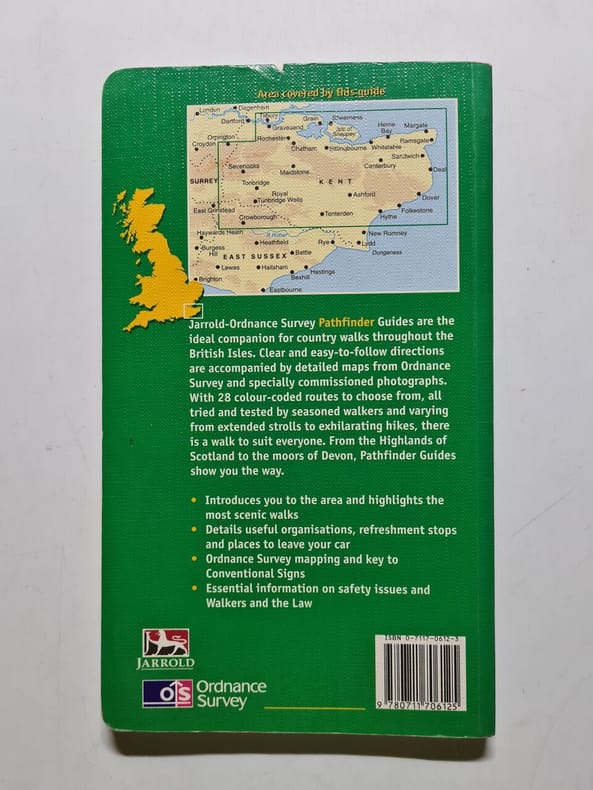 Area covered by this guide
London
Dagenham
Dartford
Tilbury
Gravesend
Grain
Sheerness
Isle of
Sheppey
Herne
Bay
Margate
Orpington
Croydon
Rochester
Chatham
Sittingbourne
Whitstable
Ramsgate
Sandwich
Canterbury
Sevenoaks
Maidstone
Deal
SURREY
KENT
Tonbridge
Royal
Tunbridge Wells
Ashford
Dover
East Grinstead
Crowborough
Tenterden
Folkestone
Hythe
Haywards Heath
New Romney
Burgess
Hill
Heathfield
Rye
Lydd
EAST SUSSEX
Battle
Dungeness
Lewes
Hailsham
Hastings
Bexhill
Brighton
Eastbourne
Jarrold-Ordnance Survey Pathfinder Guides are the
ideal companion for country walks throughout the
British Isles. Clear and easy-to-follow directions
are accompanied by detailed maps from Ordnance
Survey and specially commissioned photographs.
With 28 colour-coded routes to choose from, all
tried and tested by seasoned walkers and varying
from extended strolls to exhilarating hikes, there
is a walk to suit everyone. From the Highlands of
Scotland to the moors of Devon, Pathfinder Guides
show you the way.
• Introduces you to the area and highlights the
most scenic walks
• Details useful organisations, refreshment stops
and places to leave your car
• Ordnance Survey mapping and key to
Conventional Signs
• Essential information on safety issues and
Walkers and the Law
JARROLD
OS
Ordnance
Survey
ISBN 0-7117-0612-5
9 780711 706125